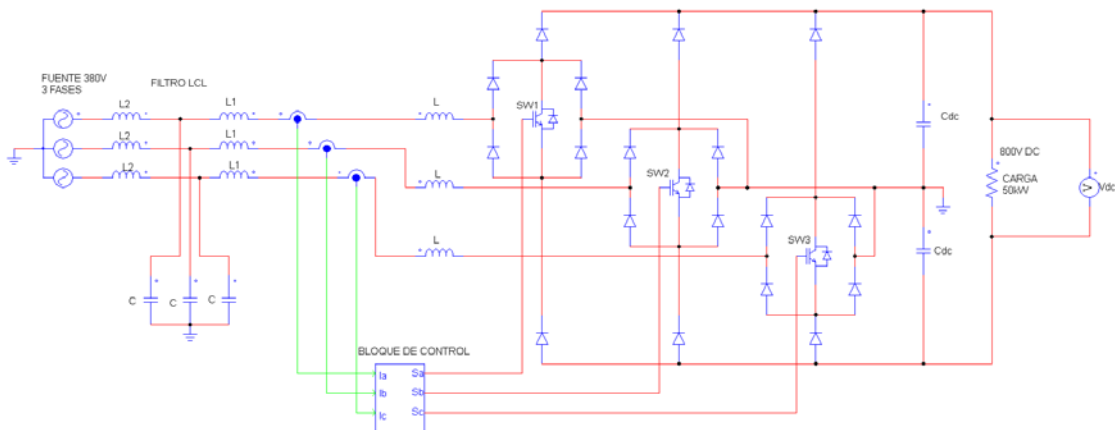 FUENTE 380V
3 FASES
FILTRO LCL
L2
L1
L
SW1
Cdc
L2
L1
800V DC
L2
L1
SW2
CARGA
50kW
V
Vdc
L
SW3
L
Cdc
C
C
C
BLOQUE DE CONTROL
Ia
Sa
Ib
Sb
Ic
Sc